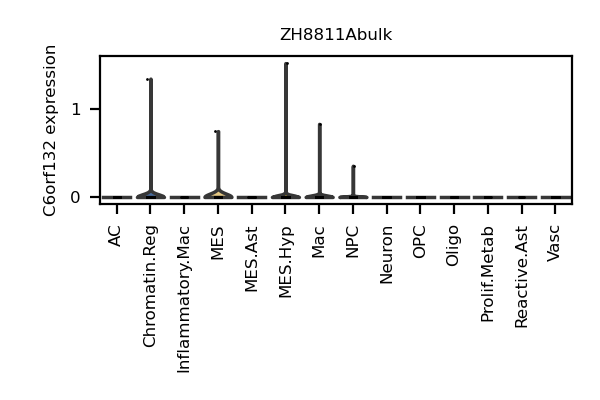 ZH8811Abulk
C6orf132 expression
1
0
AC
Chromatin.Reg
Inflammatory.Mac
MES
MES.Ast
MES.Hyp
Mac
NPC
Neuron
OPC
Oligo
Prolif.Metab
Reactive.Ast
Vasc